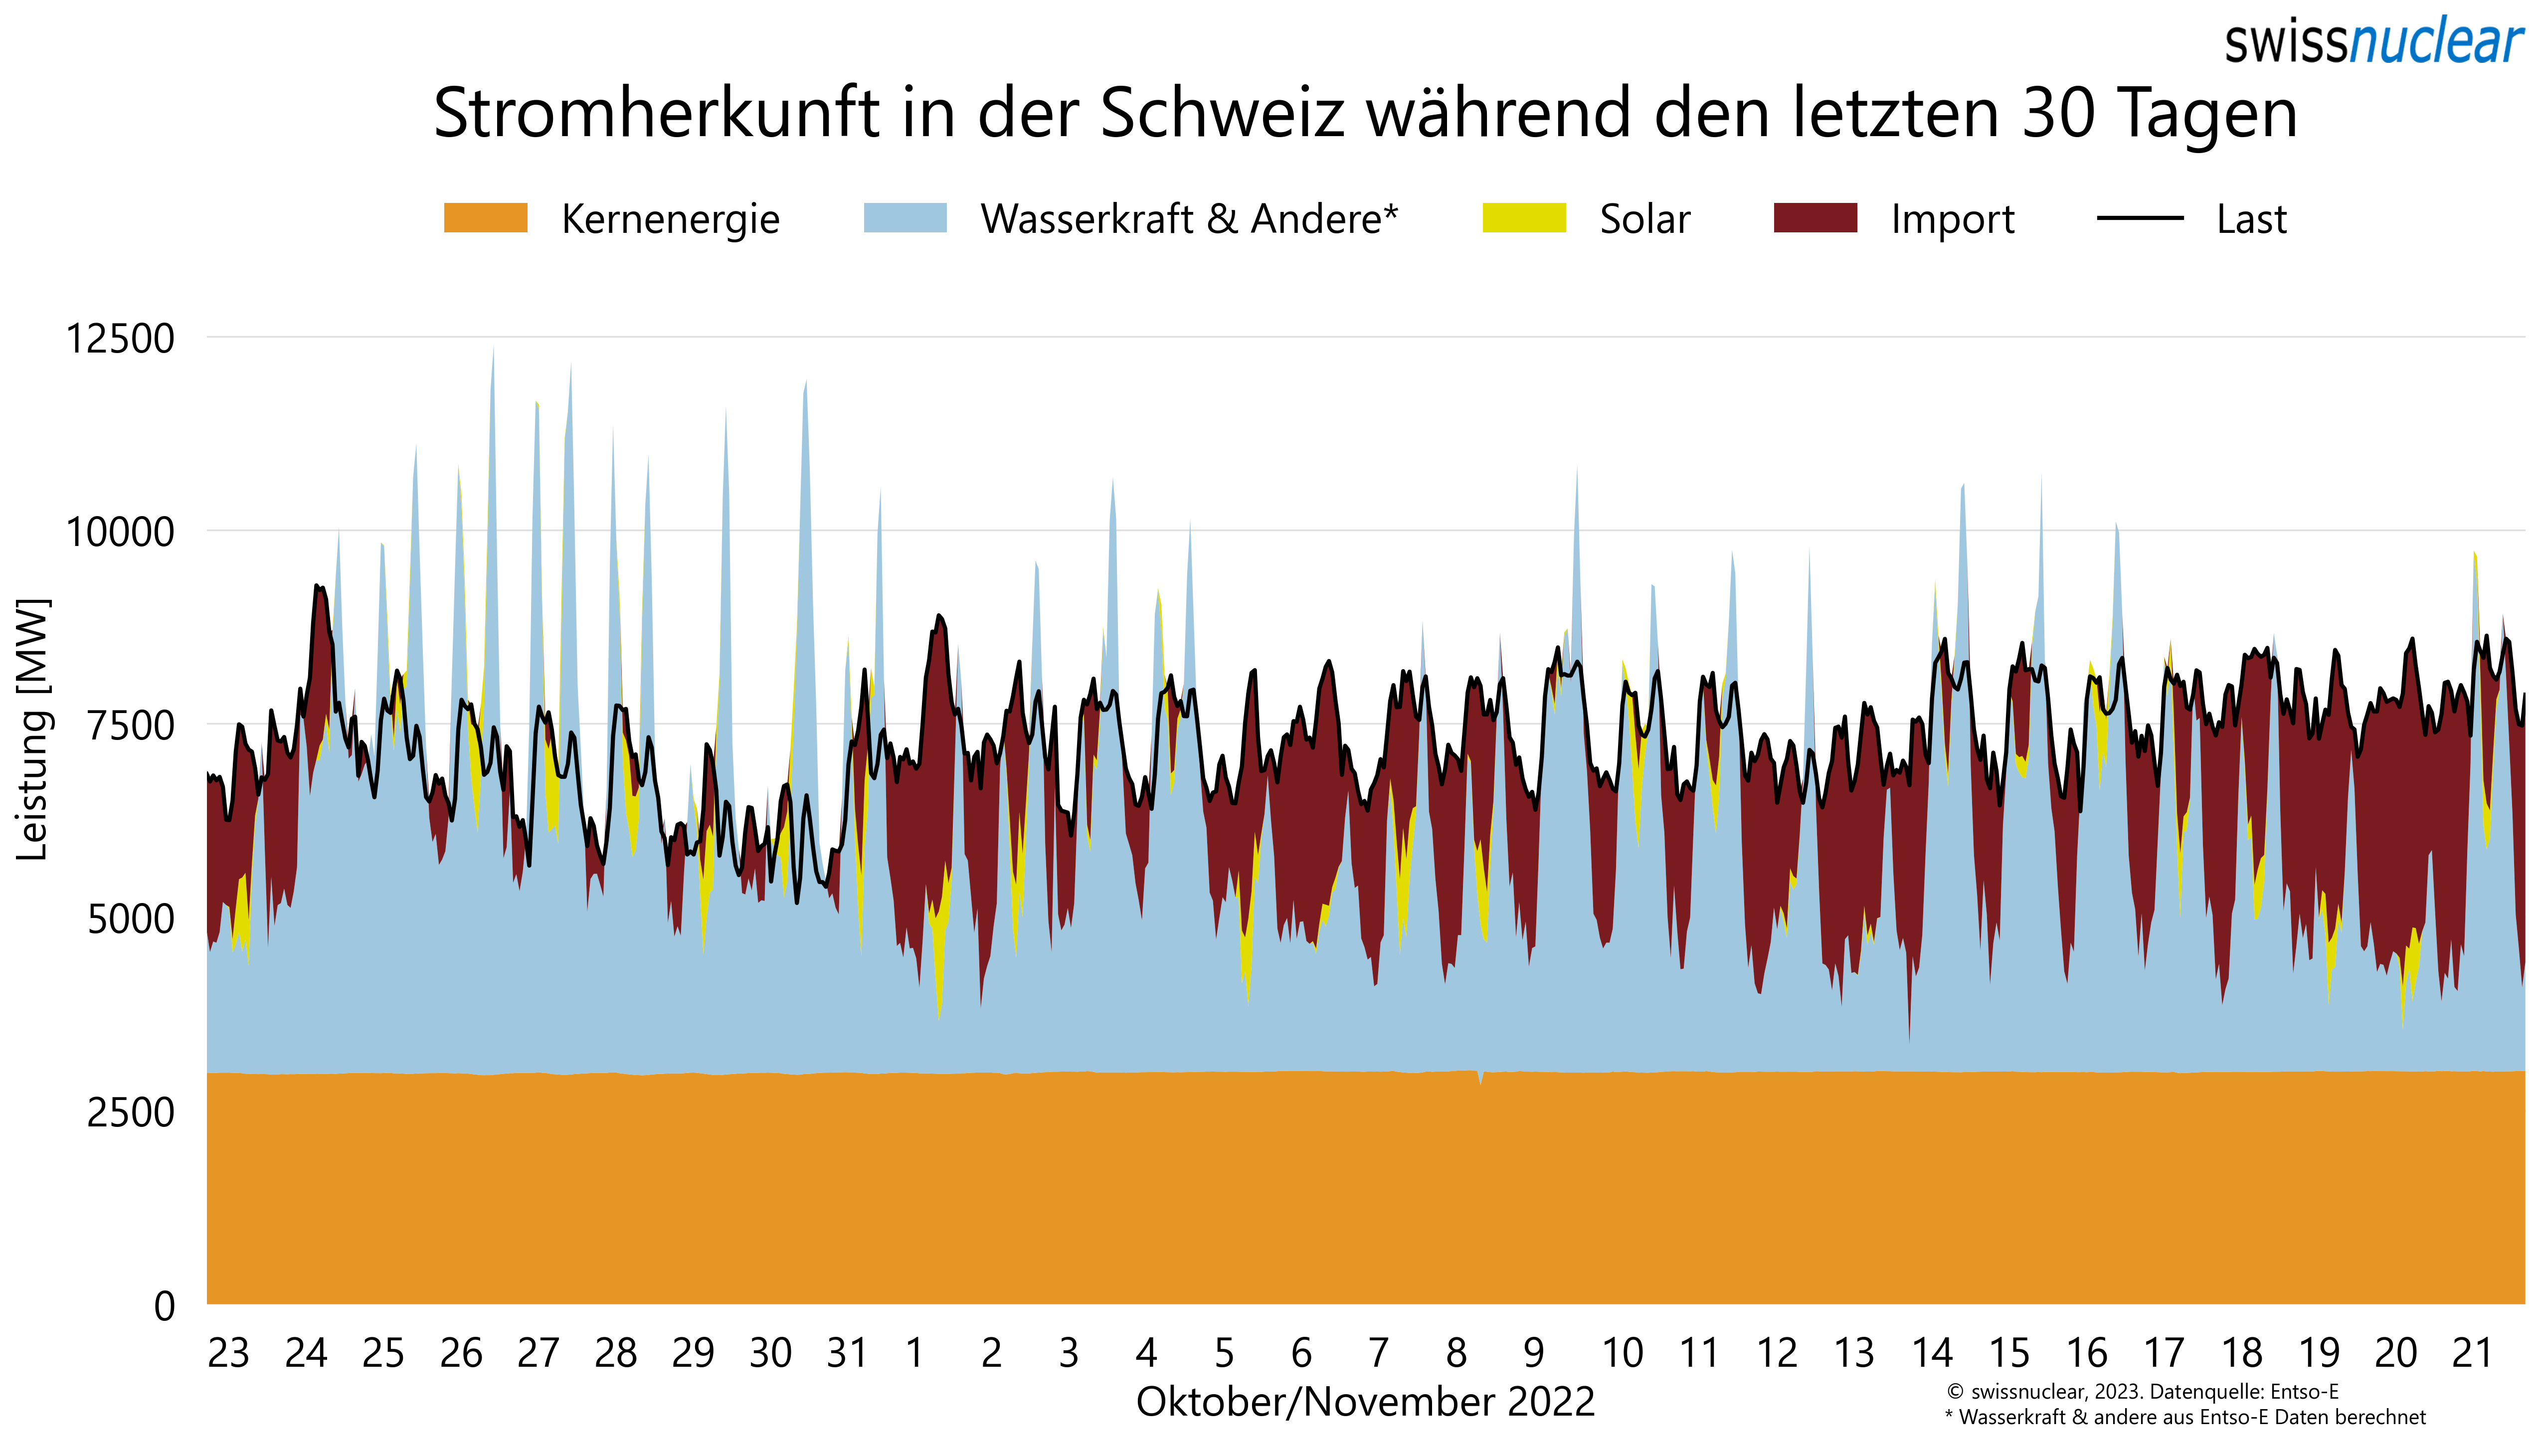 swissnuclear
Stromherkunft in der Schweiz während den letzten 30 Tagen
Kernenergie Wasserkraft & Andere* Solar Import Last
12500
10000
7500
5000
2500
0
Leistung [MW]
23 24 25 26 27 28 29 30 31 1 2 3 4 5 6 7 8 9 10 11 12 13 14 15 16 17 18 19 20 21
Oktober/November 2022
© swissnuclear, 2023. Datenquelle: Entso-E
* Wasserkraft & andere aus Entso-E Daten berechnet